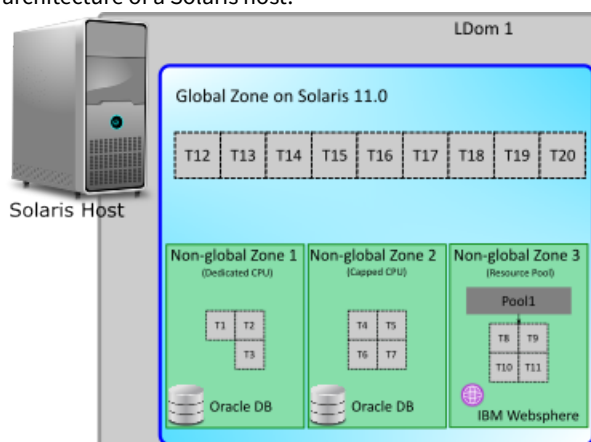 architecture of a Solaris host.
LDom 1
Global Zone on Solaris 11.0
T12 T13 T14 T15 T16 T17 T18 T19 T20
Solaris Host
Non-global Zone 1
(Dedicated CPU)
T1 T2
T3
Oracle DB
Non-global Zone 2
(Capped CPU)
T4 T5
T6 T7
Oracle DB
Non-global Zone 3
(Resource Pool)
Pool1
T8 T9
T10 T11
IBM Websphere